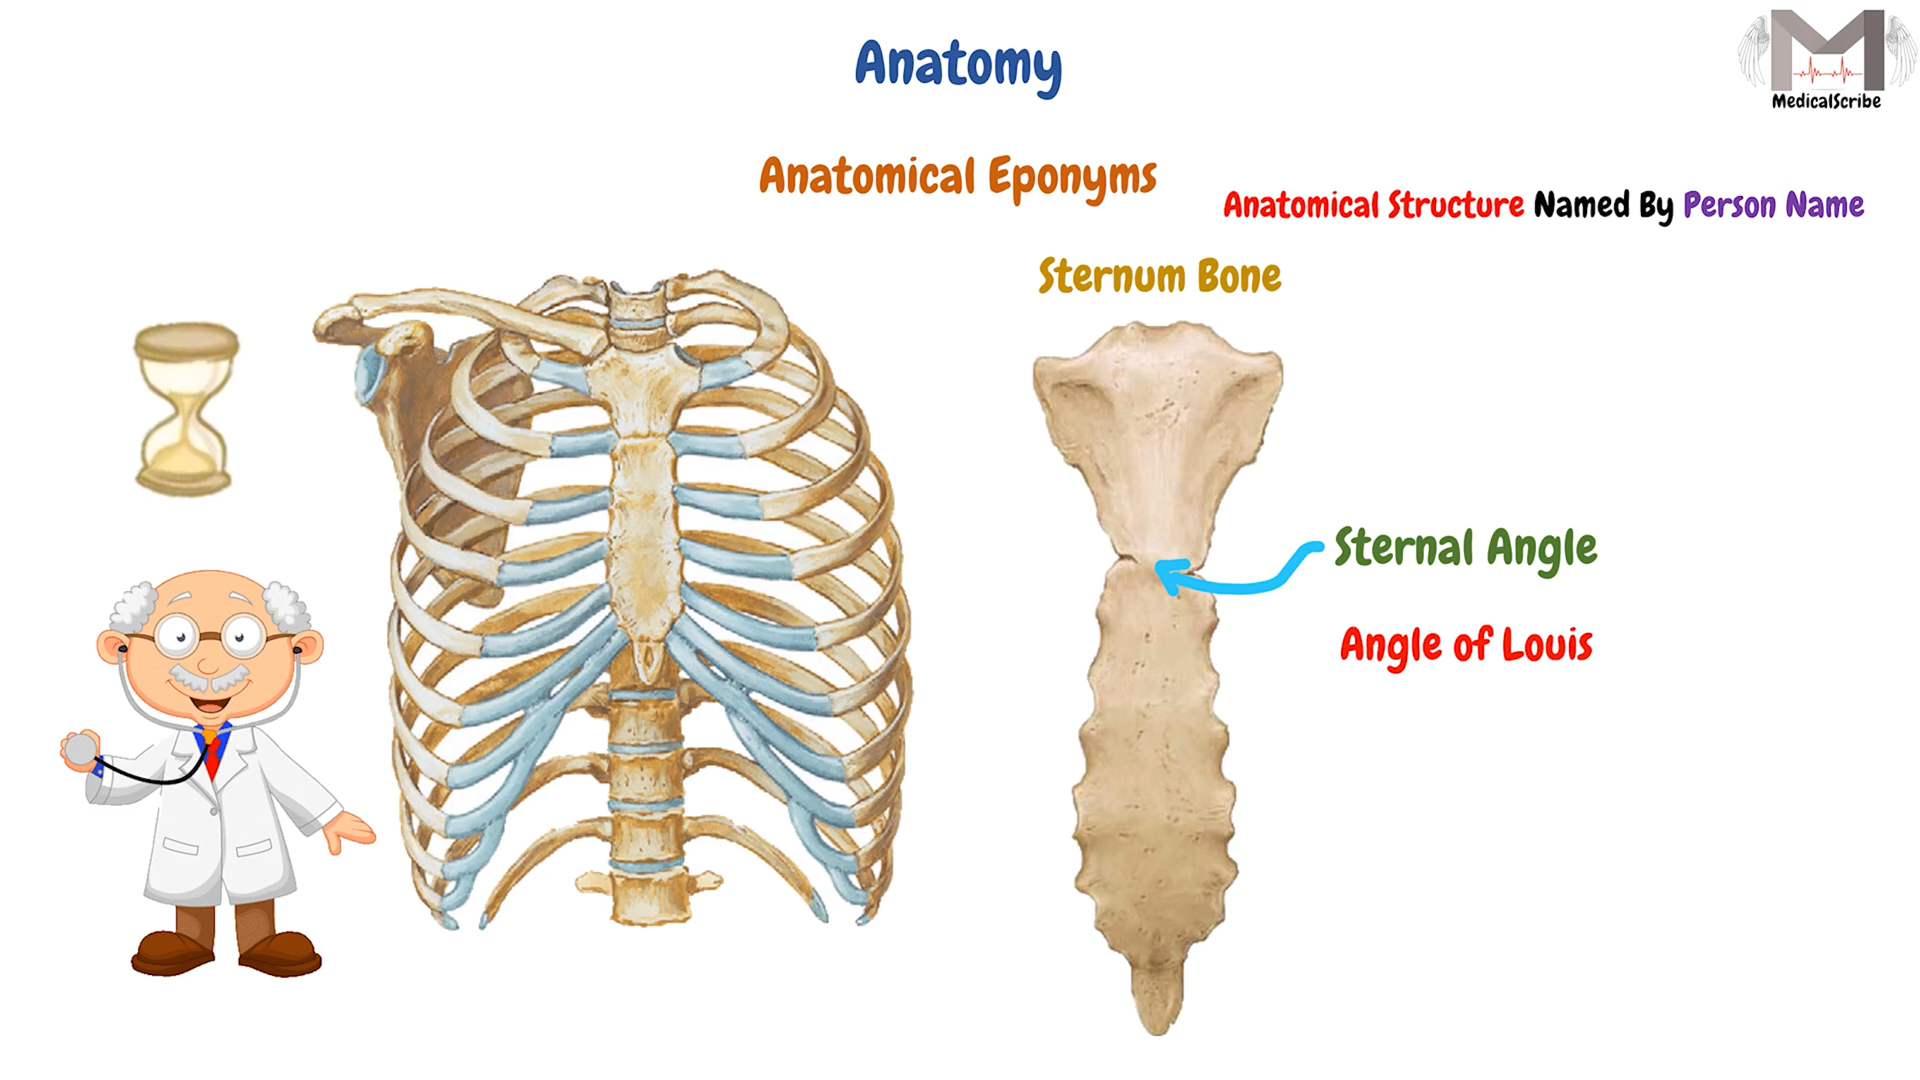 Anatomy
MedicalScribe
Anatomical Eponyms
Anatomical Structure Named By Person Name
Sternum Bone
Sternal Angle
Angle of Louis